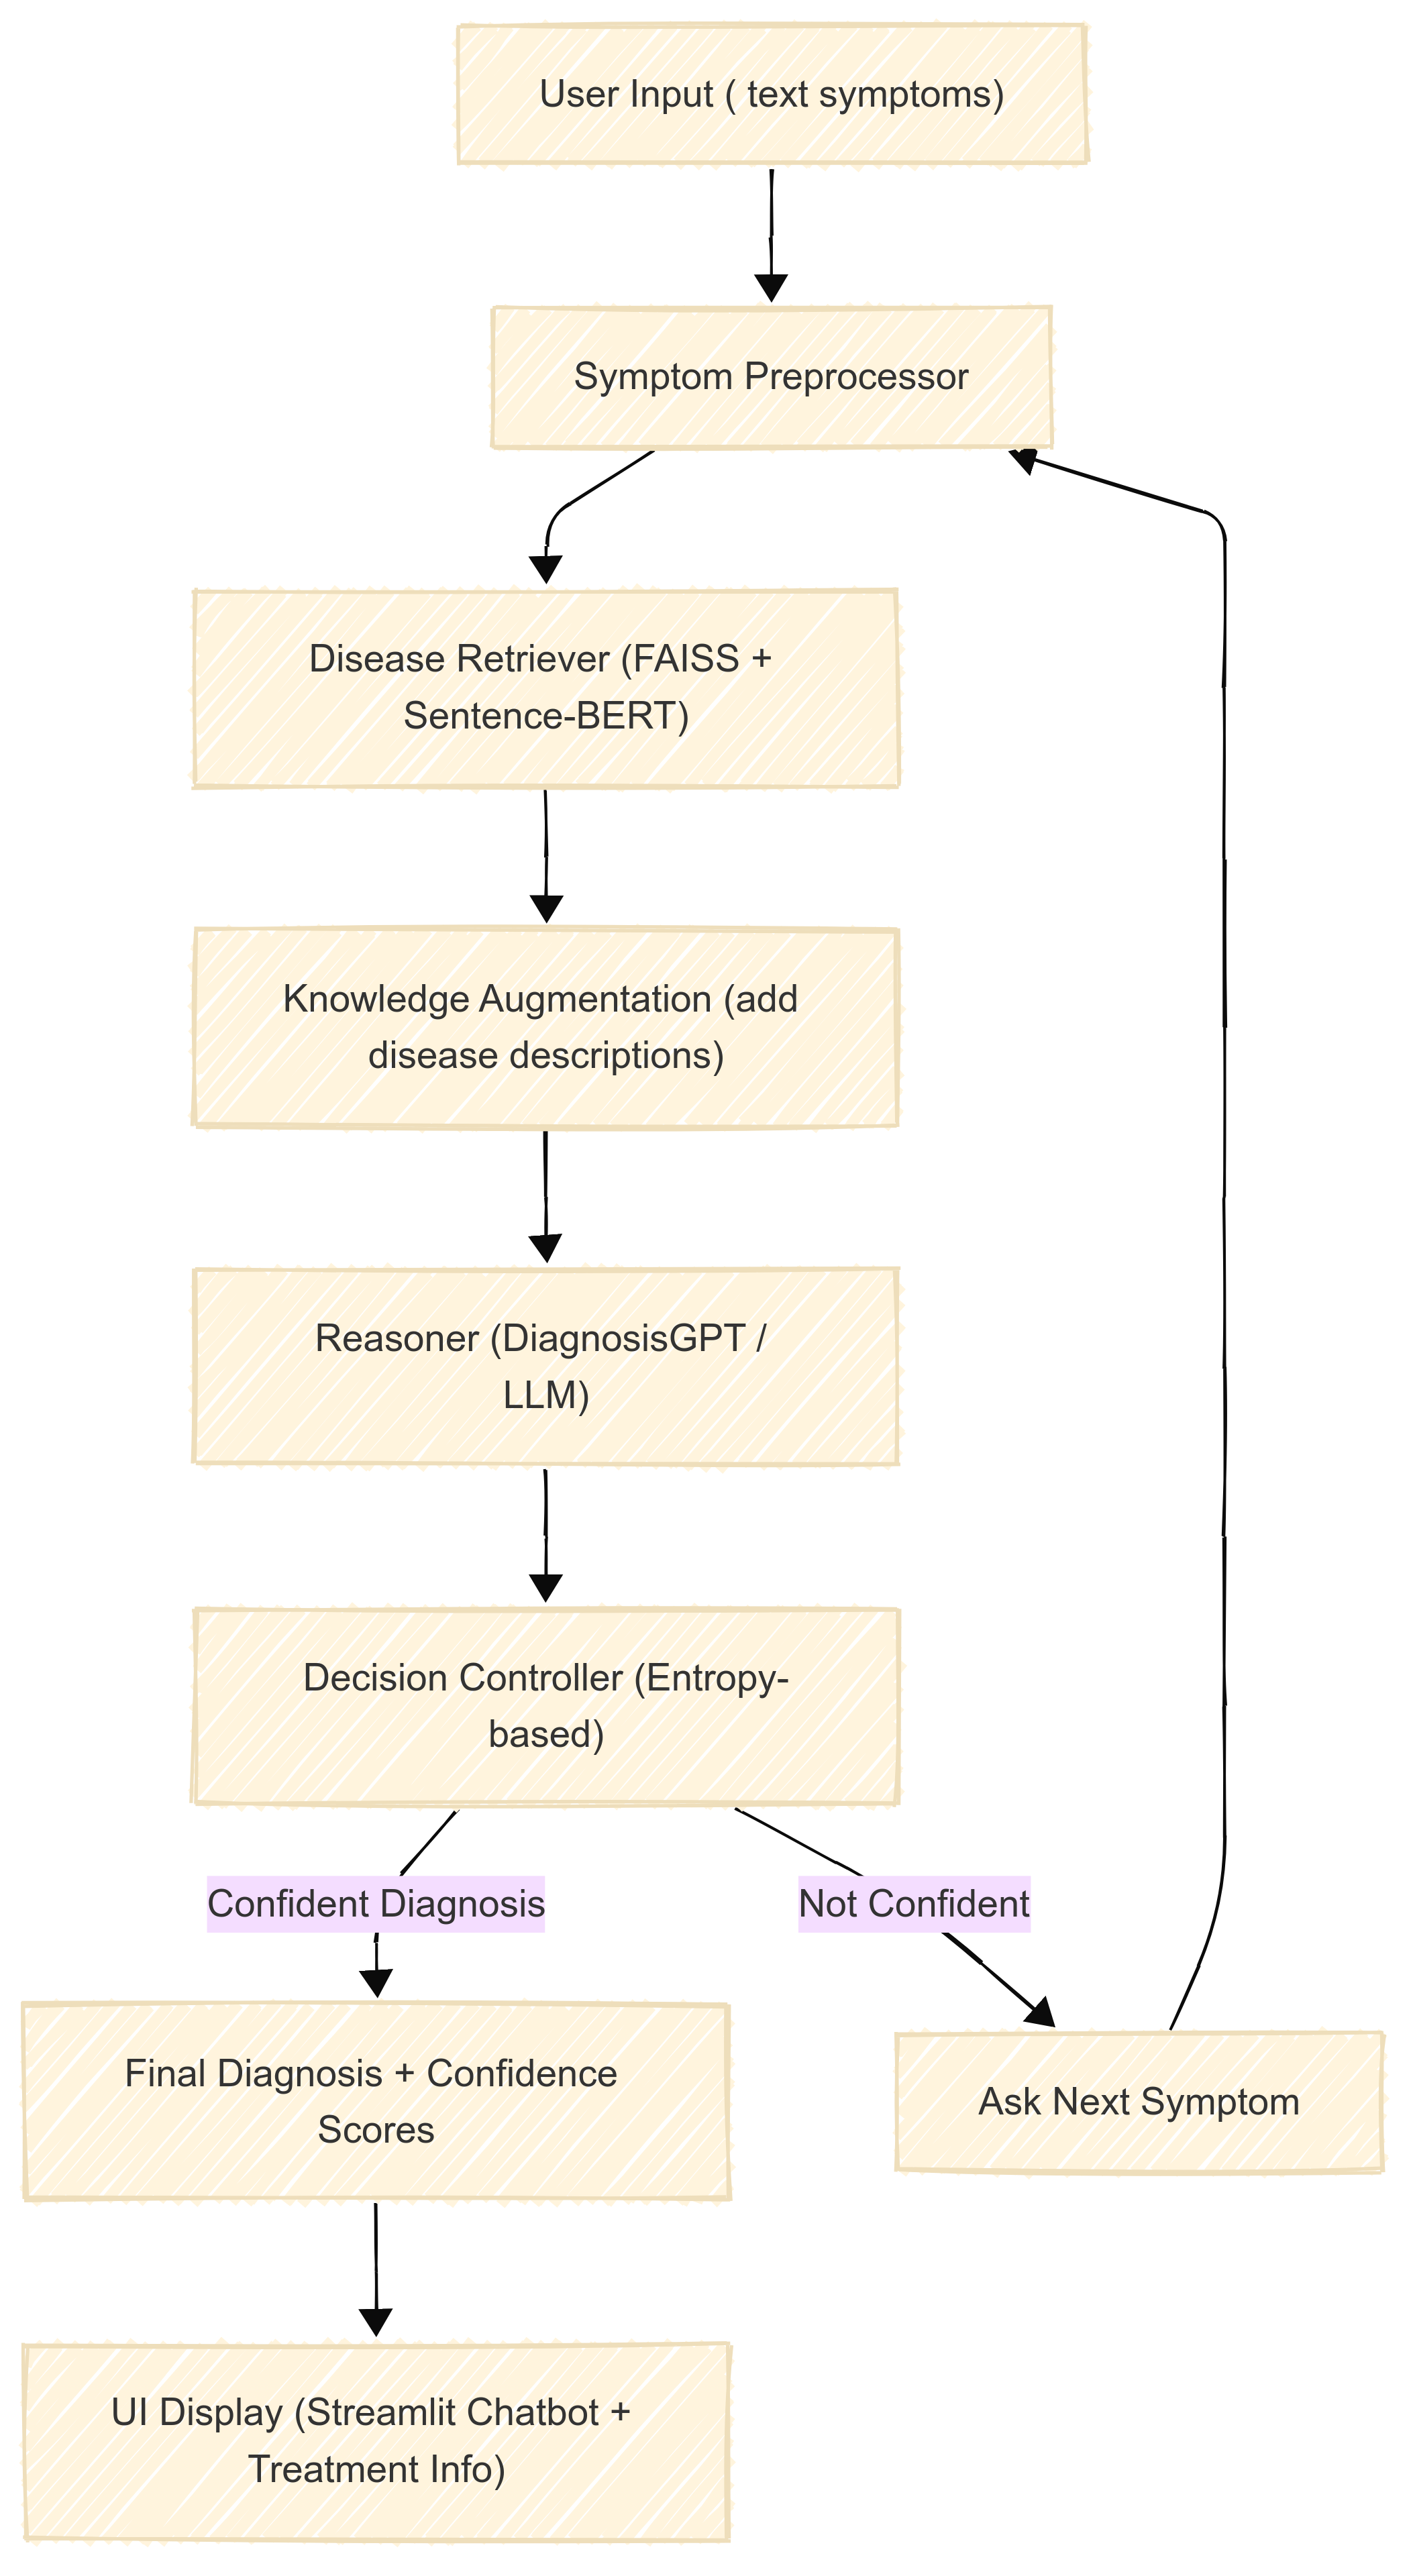 User Input ( text symptoms)
Symptom Preprocessor
Disease Retriever (FAISS +
Sentence-BERT)
Knowledge Augmentation (add
disease descriptions)
Reasoner (DiagnosisGPT /
LLM)
Decision Controller (Entropy-
based)
Confident Diagnosis
Not Confident
Final Diagnosis + Confidence
Scores
Ask Next Symptom
UI Display (Streamlit Chatbot +
Treatment Info)